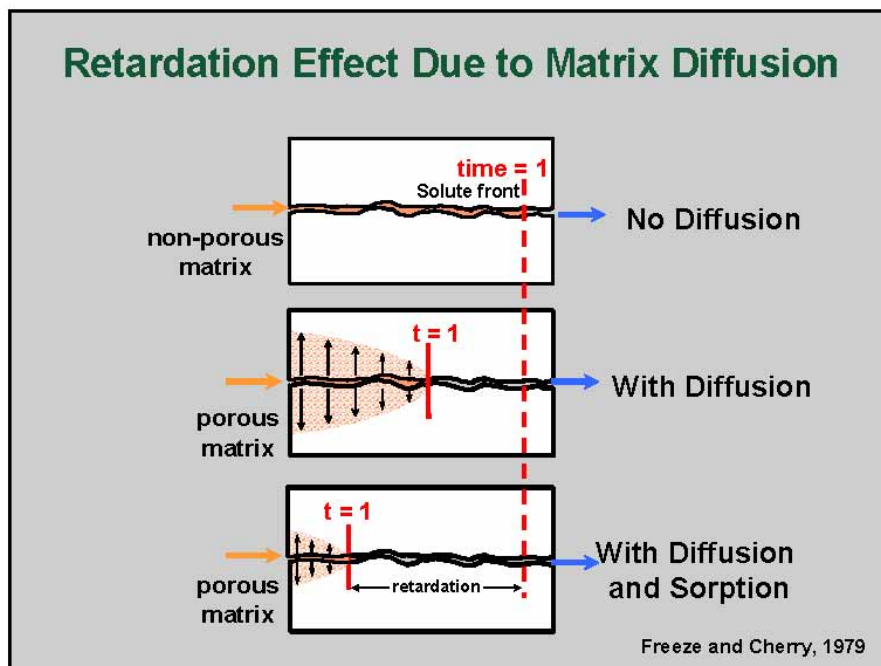 Retardation Effect Due to Matrix Diffusion
time = 1
Solute front
non-porous
matrix
No Diffusion
t = 1
porous
matrix
With Diffusion
t = 1
porous
matrix
retardation
With Diffusion
and Sorption
Freeze and Cherry, 1979